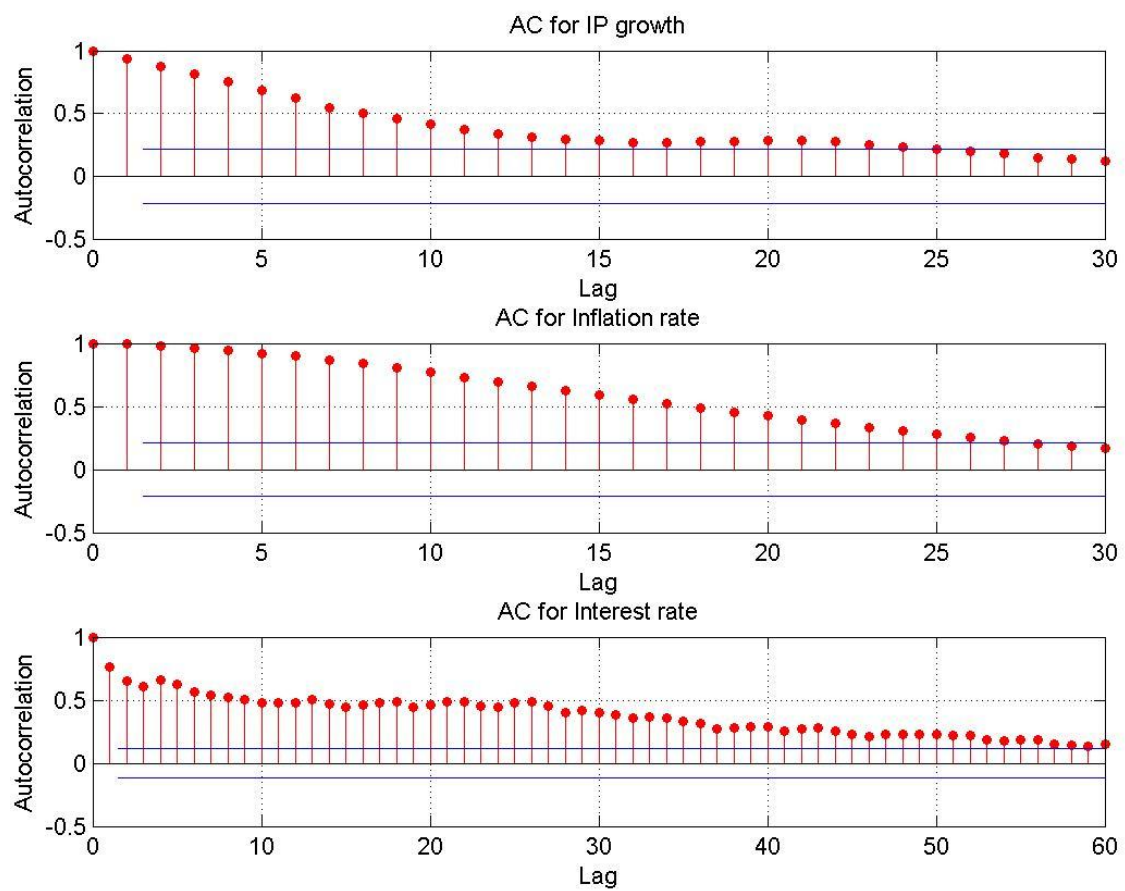 AC for IP growth
1
0.5
0
-0.5
Autocorrelation
0 5 10 15 20 25 30
Lag
AC for Inflation rate
1
0.5
0
-0.5
Autocorrelation
0 5 10 15 20 25 30
Lag
AC for Interest rate
1
0.5
0
-0.5
Autocorrelation
0 10 20 30 40 50 60
Lag